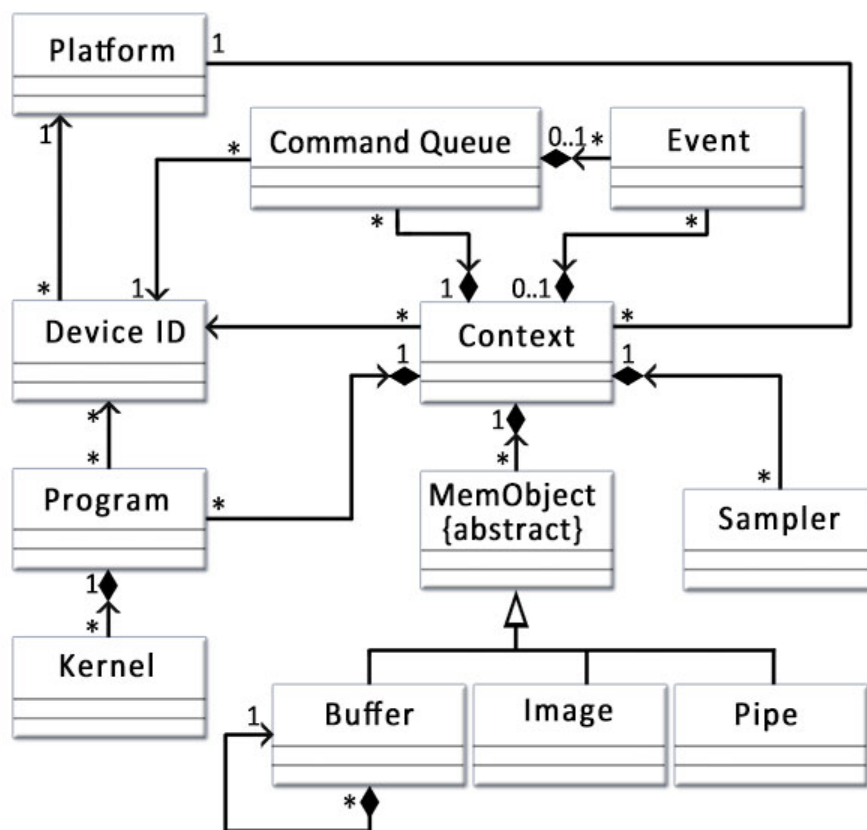 Platform
1
1
Command Queue
0..1
*
Event
*
*
*
*
1
1
0..1
*
Device ID
*
Context
*
1
1
*
*
1
*
MemObject
{abstract}
*
Program
*
Sampler
1
*
Kernel
1
Buffer
Image
Pipe
*